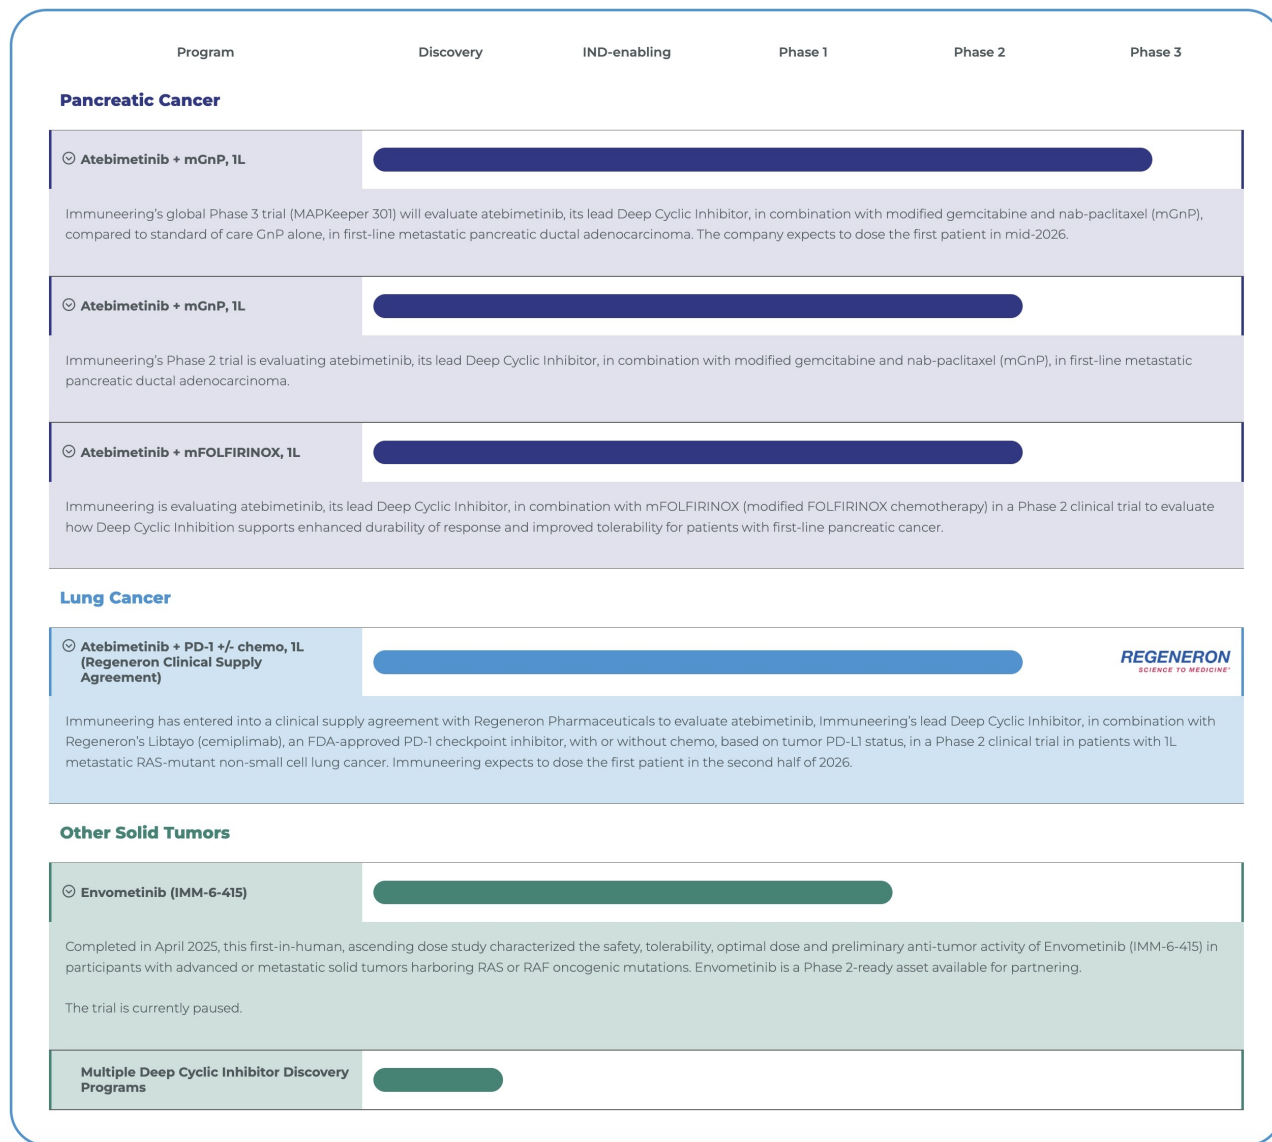 Program Discovery IND-enabling Phase 1 Phase 2 Phase 3
Pancreatic Cancer
Atebimetinib + mGnP, 1L
Immuneering's global Phase 3 trial (MAPKeeper 301) will evaluate atebimetinib, its lead Deep Cyclic Inhibitor, in combination with modified gemcitabine and nab-paclitaxel (mGnP),
compared to standard of care GnP alone, in first-line metastatic pancreatic ductal adenocarcinoma. The company expects to dose the first patient in mid-2026.
Atebimetinib + mGnP, 1L
Immuneering's Phase 2 trial is evaluating atebimetinib, its lead Deep Cyclic Inhibitor, in combination with modified gemcitabine and nab-paclitaxel (mGnP), in first-line metastatic
pancreatic ductal adenocarcinoma.
Atebimetinib + mFOLFIRINOX, 1L
Immuneering is evaluating atebimetinib, its lead Deep Cyclic Inhibitor, in combination with mFOLFIRINOX (modified FOLFIRINOX chemotherapy) in a Phase 2 clinical trial to evaluate
how Deep Cyclic Inhibition supports enhanced durability of response and improved tolerability for patients with first-line pancreatic cancer.
Lung Cancer
Atebimetinib + PD-1 +/- chemo, 1L
(Regeneron Clinical Supply
Agreement)
REGENERON
SCIENCE TO MEDICINE®
Immuneering has entered into a clinical supply agreement with Regeneron Pharmaceuticals to evaluate atebimetinib, Immuneering's lead Deep Cyclic Inhibitor, in combination with
Regeneron's Libtayo (cemiplimab), an FDA-approved PD-1 checkpoint inhibitor, with or without chemo, based on tumor PD-L1 status, in a Phase 2 clinical trial in patients with 1L
metastatic RAS-mutant non-small cell lung cancer. Immuneering expects to dose the first patient in the second half of 2026.
Other Solid Tumors
Envometinib (IMM-6-415)
Completed in April 2025, this first-in-human, ascending dose study characterized the safety, tolerability, optimal dose and preliminary anti-tumor activity of Envometinib (IMM-6-415) in
participants with advanced or metastatic solid tumors harboring RAS or RAF oncogenic mutations. Envometinib is a Phase 2-ready asset available for partnering.
The trial is currently paused.
Multiple Deep Cyclic Inhibitor Discovery
Programs